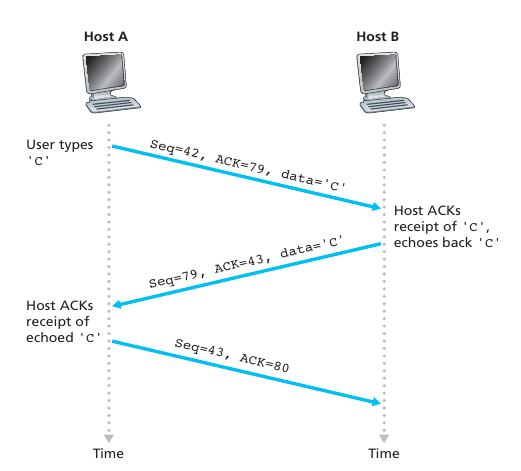 Host A
Host B
User types
'C'
Seq=42, ACK=79, data='C'
Host ACKs
receipt of 'C',
echoes back 'C'
Seq=79, ACK=43, data='C'
Host ACKs
receipt of
echoed 'C'
Seq=43, ACK=80
Time
Time